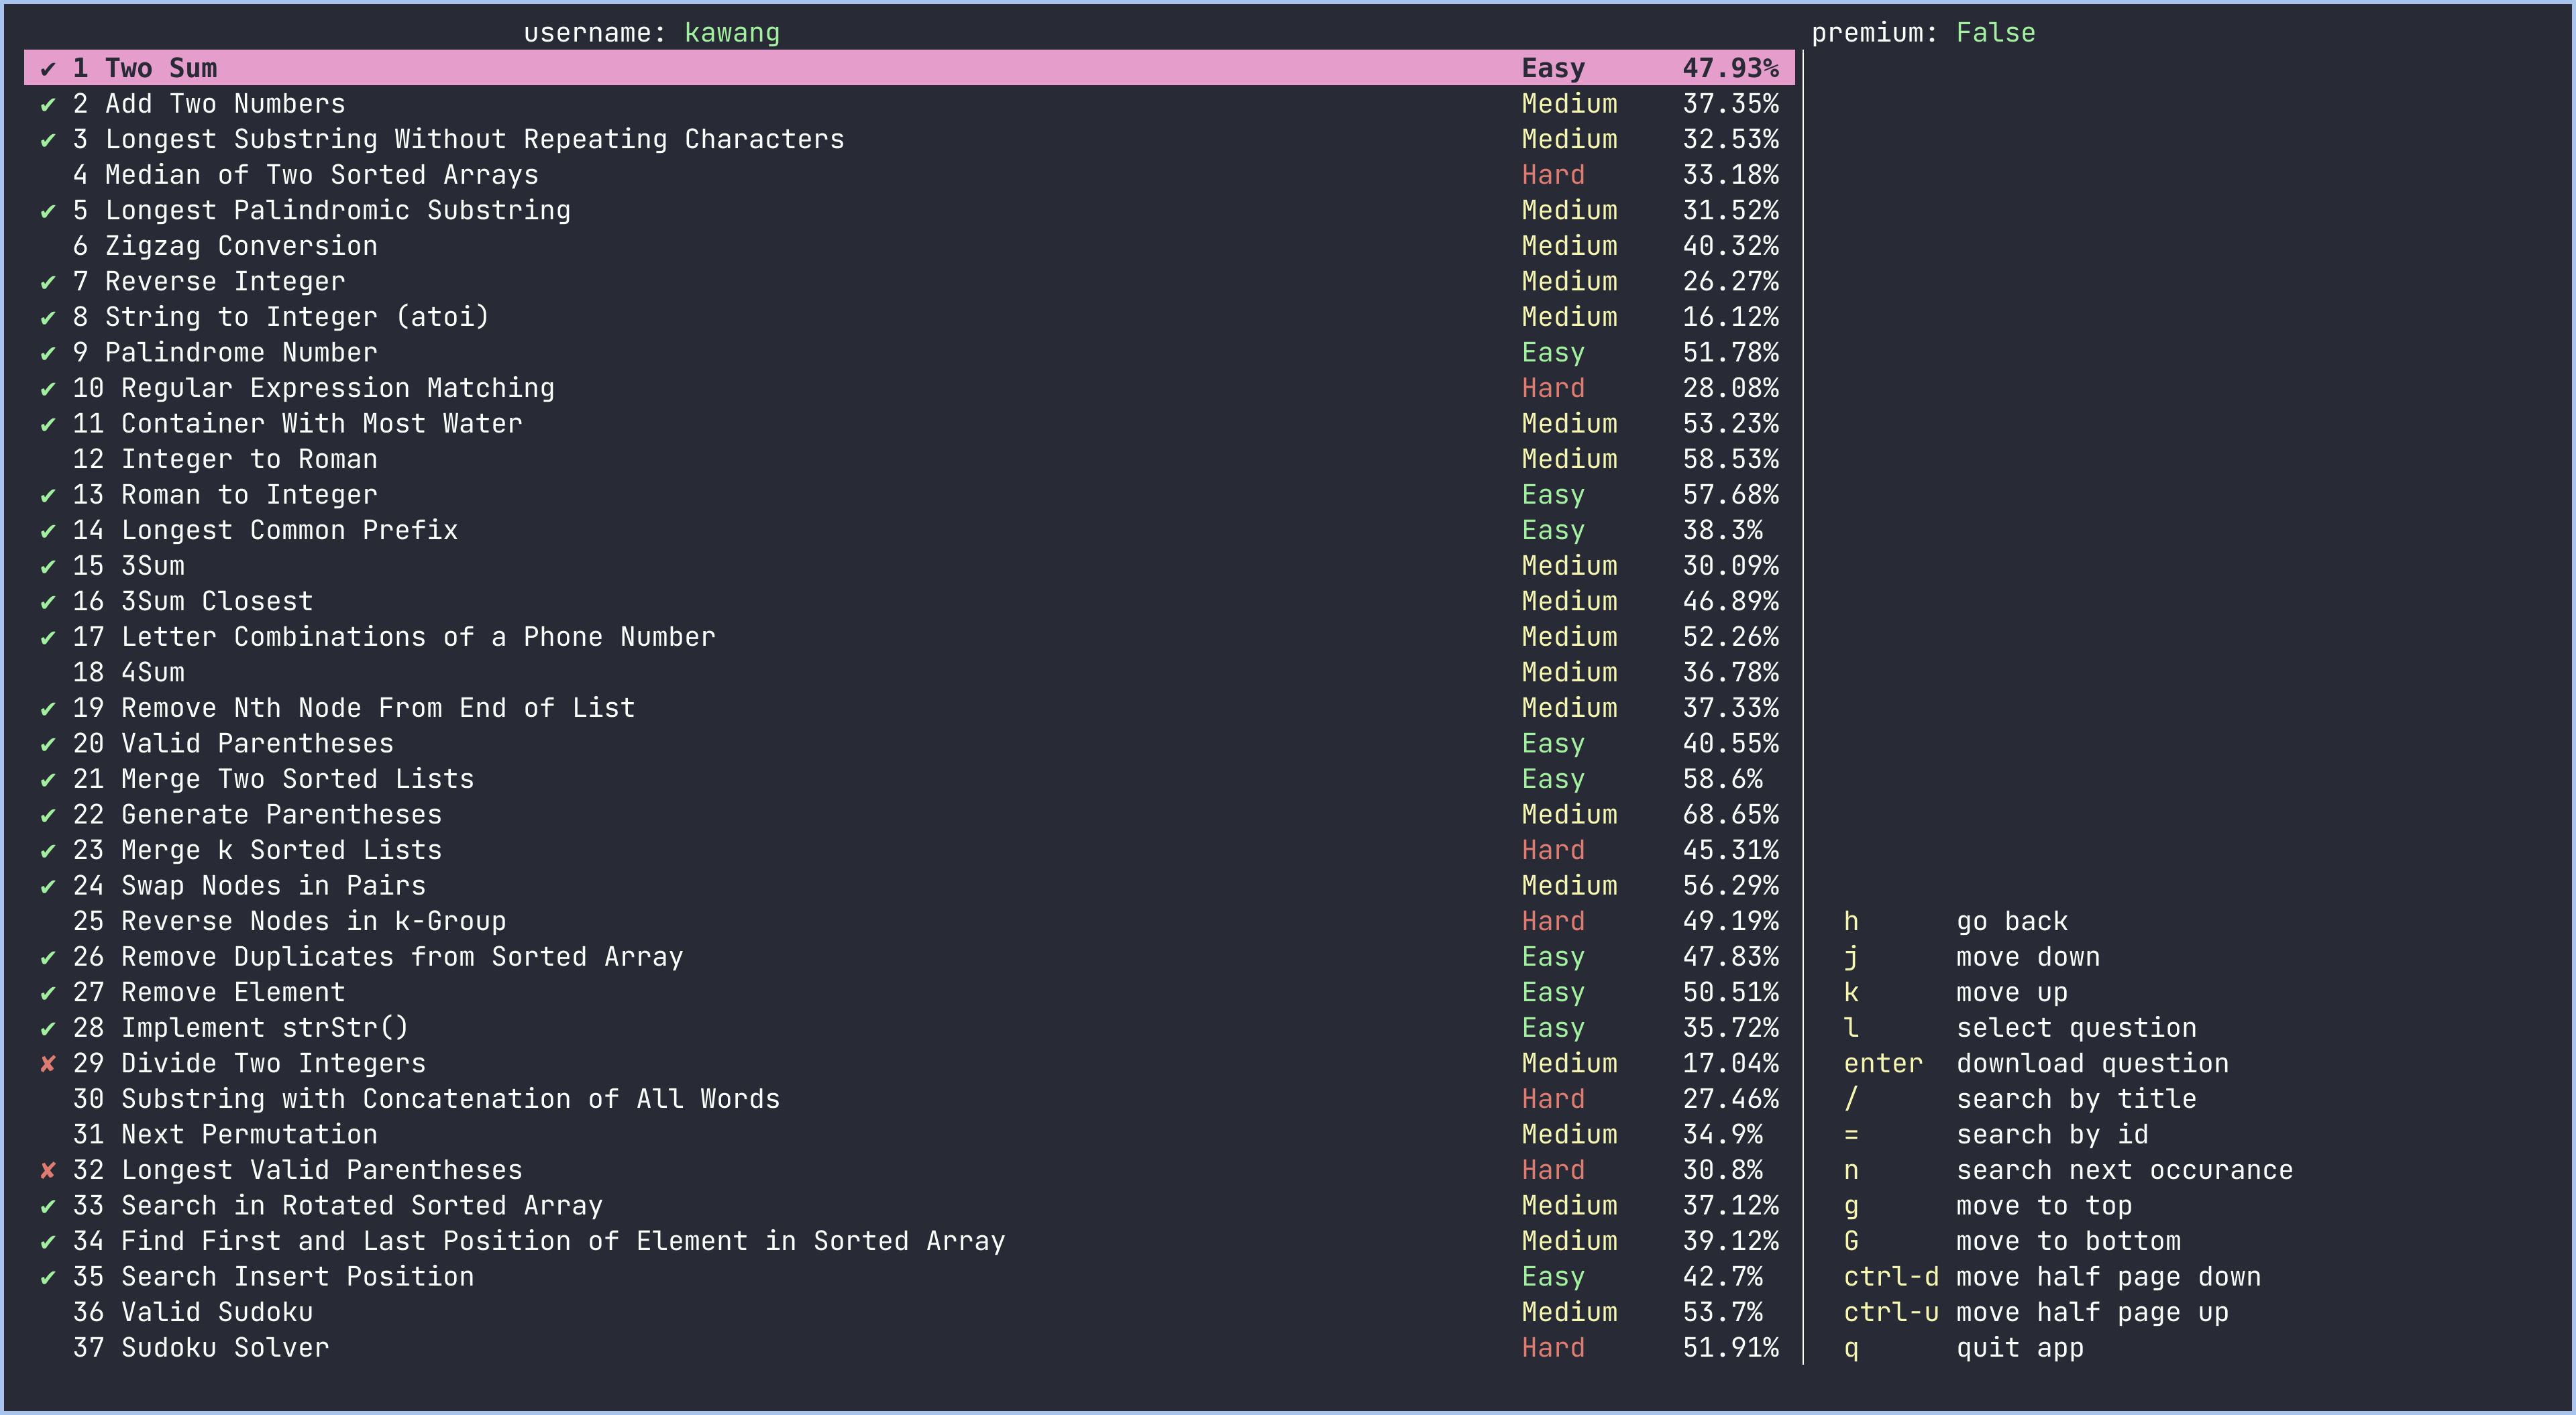 username: kawang premium: False
✔ 1 Two Sum Easy 47.93%
✔ 2 Add Two Numbers Medium 37.35%
✔ 3 Longest Substring Without Repeating Characters Medium 32.53%
4 Median of Two Sorted Arrays Hard 33.18%
✔ 5 Longest Palindromic Substring Medium 31.52%
6 Zigzag Conversion Medium 40.32%
✔ 7 Reverse Integer Medium 26.27%
✔ 8 String to Integer (atoi) Medium 16.12%
✔ 9 Palindrome Number Easy 51.78%
✔ 10 Regular Expression Matching Hard 28.08%
✔ 11 Container With Most Water Medium 53.23%
12 Integer to Roman Medium 58.53%
✔ 13 Roman to Integer Easy 57.68%
✔ 14 Longest Common Prefix Easy 38.3%
✔ 15 3Sum Medium 30.09%
✔ 16 3Sum Closest Medium 46.89%
✔ 17 Letter Combinations of a Phone Number Medium 52.26%
18 4Sum Medium 36.78%
✔ 19 Remove Nth Node From End of List Medium 37.33%
✔ 20 Valid Parentheses Easy 40.55%
✔ 21 Merge Two Sorted Lists Easy 58.6%
✔ 22 Generate Parentheses Medium 68.65%
✔ 23 Merge k Sorted Lists Hard 45.31%
✔ 24 Swap Nodes in Pairs Medium 56.29%
25 Reverse Nodes in k-Group Hard 49.19% h go back
✔ 26 Remove Duplicates from Sorted Array Easy 47.83% j move down
✔ 27 Remove Element Easy 50.51% k move up
✔ 28 Implement strStr() Easy 35.72% l select question
✘ 29 Divide Two Integers Medium 17.04% enter download question
30 Substring with Concatenation of All Words Hard 27.46% / search by title
31 Next Permutation Medium 34.9% = search by id
✘ 32 Longest Valid Parentheses Hard 30.8% n search next occurance
✔ 33 Search in Rotated Sorted Array Medium 37.12% g move to top
✔ 34 Find First and Last Position of Element in Sorted Array Medium 39.12% G move to bottom
✔ 35 Search Insert Position Easy 42.7% ctrl-d move half page down
36 Valid Sudoku Medium 53.7% ctrl-u move half page up
37 Sudoku Solver Hard 51.91% q quit app